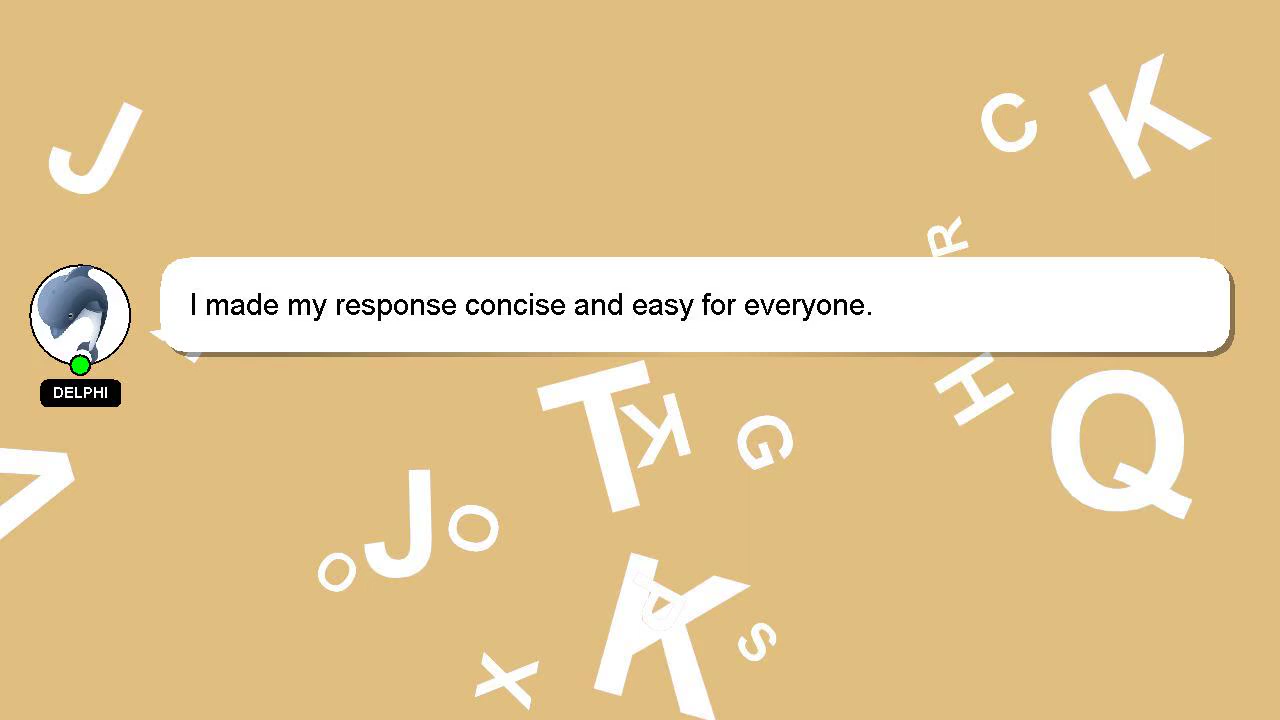 J
C
K
R
I made my response concise and easy for everyone.
DELPHI
T
K
G
H
Q
J
O
O
K
S
X